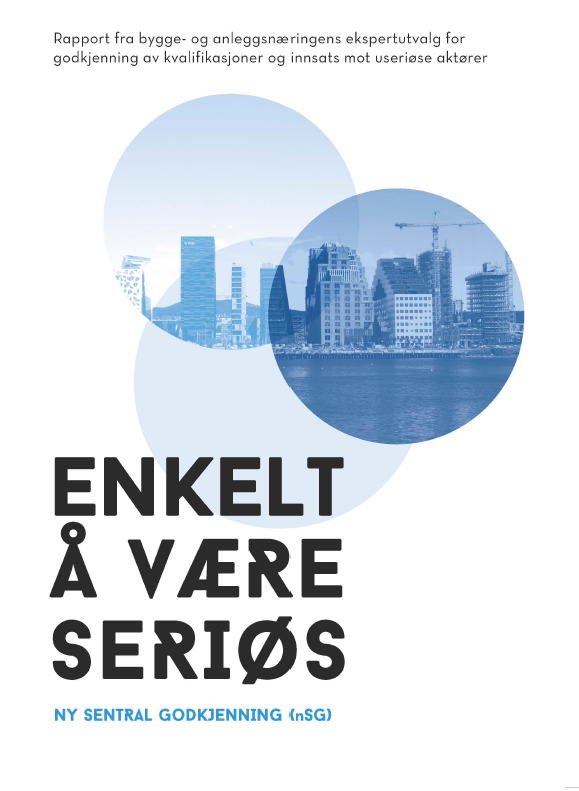 Rapport fra bygge- og anleggsnæringens ekspertutvalg for
godkjenning av kvalifikasjoner og innsats mot useriøse aktører
ENKELT
Å VÆRE
SERIØS
NY SENTRAL GODKJENNING (nSG)